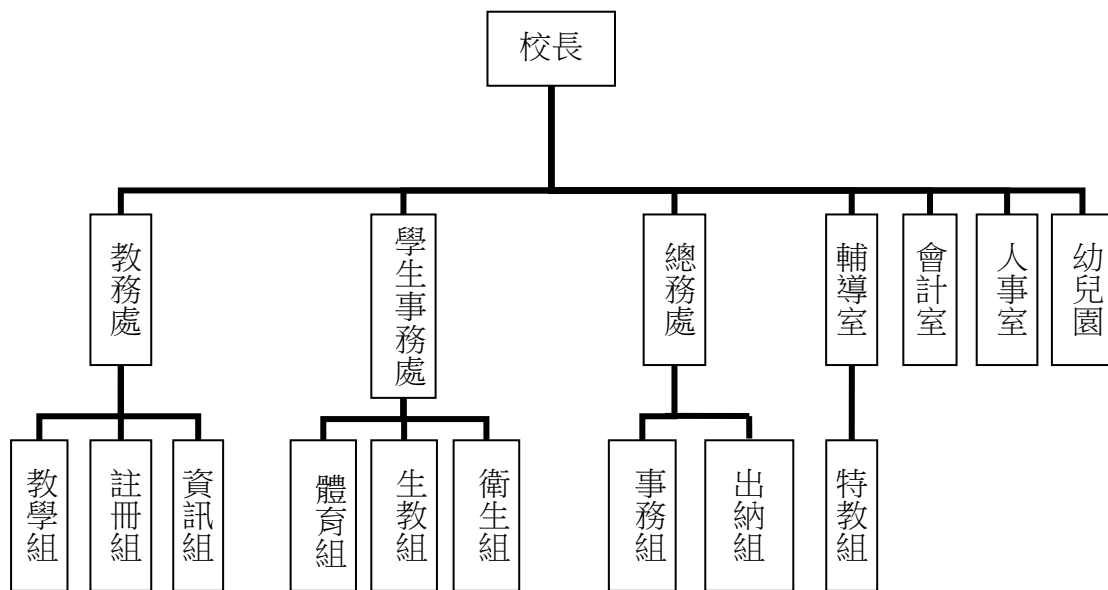 校長
教務處
學生事務處
總務處
輔導室
會計室
人事室
幼兒園
教學組
註冊組
資訊組
體育組
生教組
衛生組
事務組
出納組
特教組